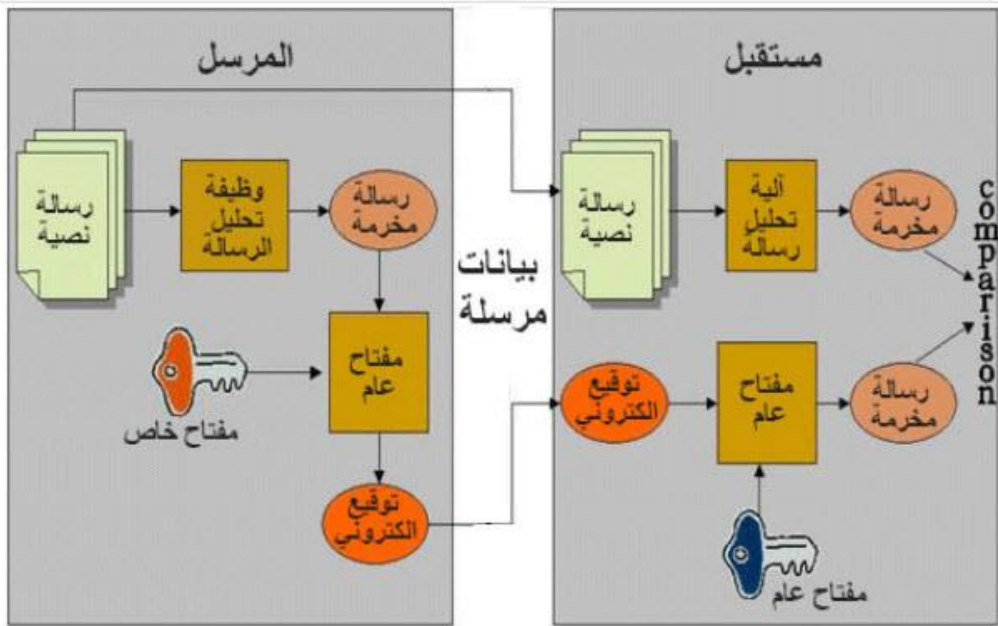 المرسل
رسالة
نصية
وظيفة
تحليل
الرسالة
رسالة
مخرمة
مفتاح
عام
مفتاح خاص
توقيع
الكتروني
بيانات
مرسلة
مستقبل
رسالة
نصية
آلية
تحليل
رسالة
رسالة
مخرمة
توقيع
الكتروني
مفتاح
عام
رسالة
مخرمة
مفتاح عام
comparison